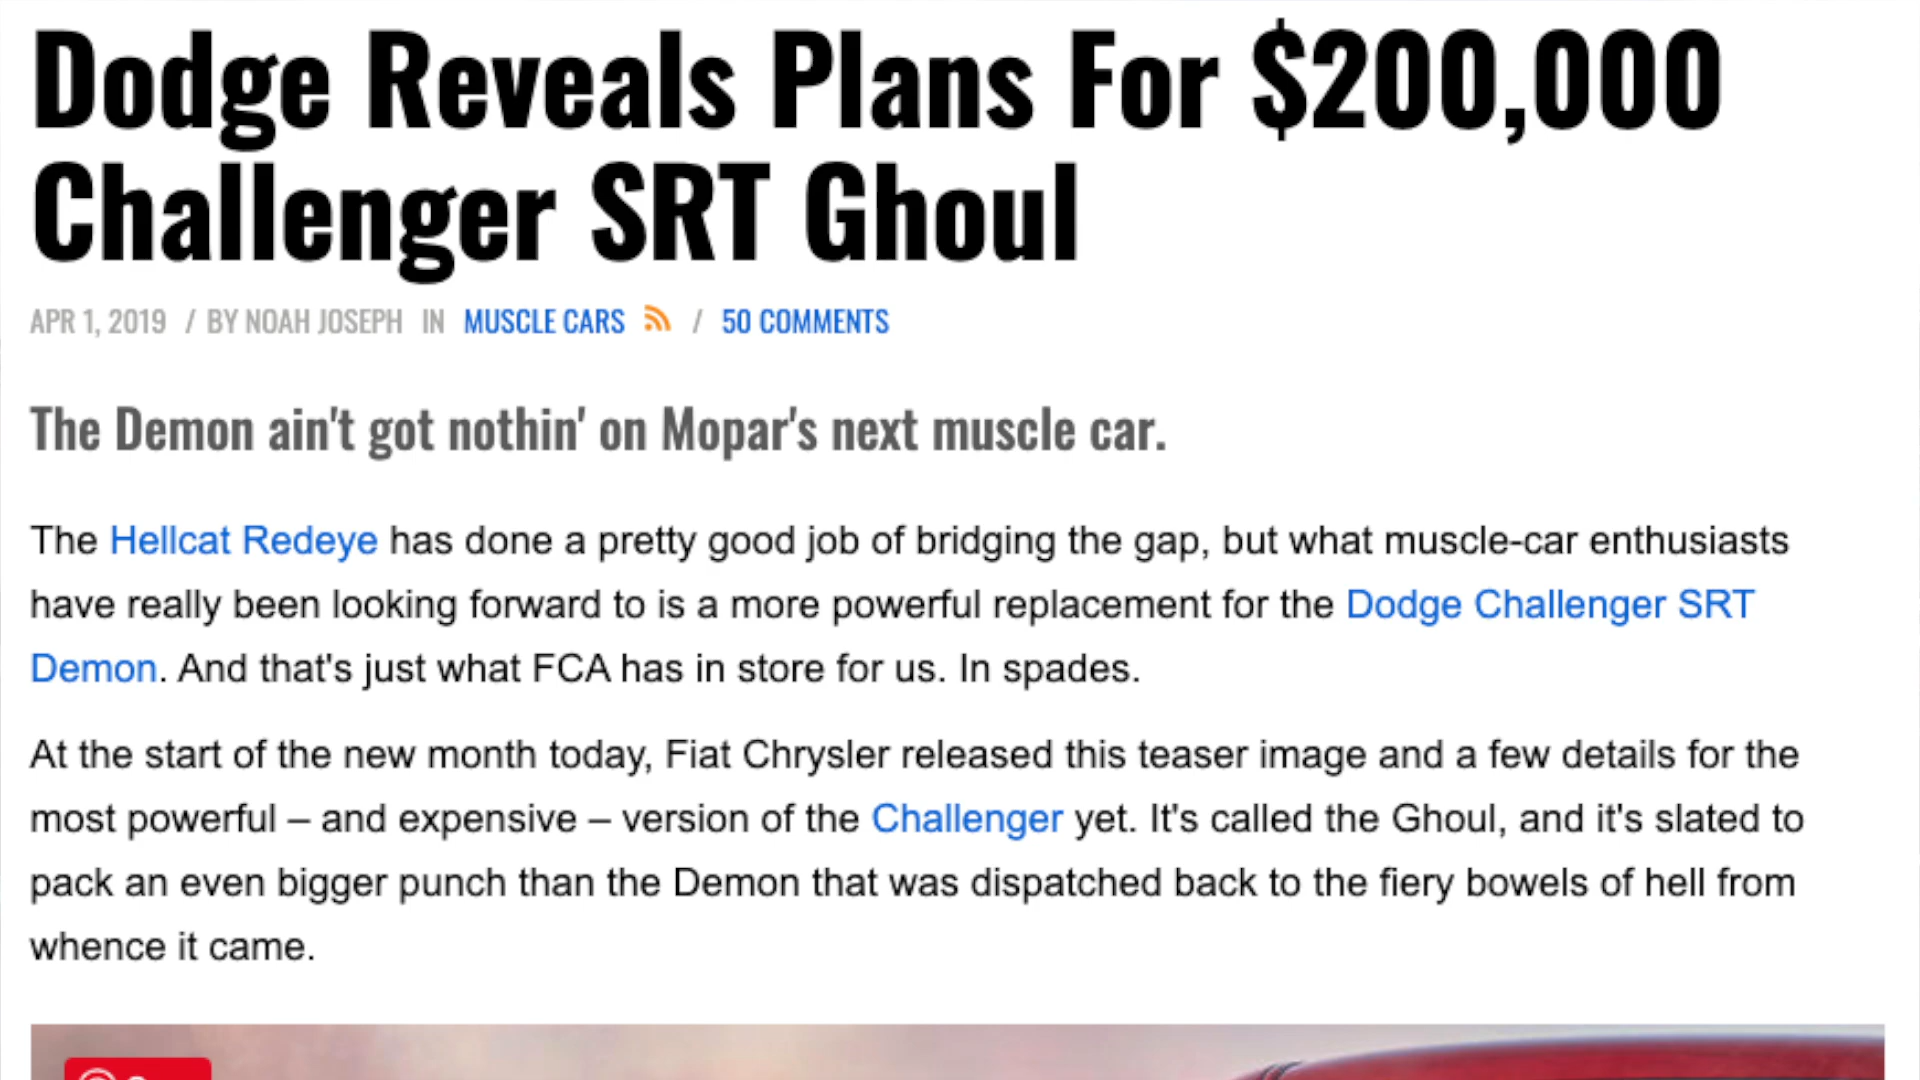 Dodge Reveals Plans For $200,000
Challenger SRT Ghoul
APR 1, 2019 / BY NOAH JOSEPH IN MUSCLE CARS / 50 COMMENTS
The Demon ain't got nothin' on Mopar's next muscle car.
The Hellcat Redeye has done a pretty good job of bridging the gap, but what muscle-car enthusiasts
have really been looking forward to is a more powerful replacement for the Dodge Challenger SRT
Demon. And that's just what FCA has in store for us. In spades.
At the start of the new month today, Fiat Chrysler released this teaser image and a few details for the
most powerful – and expensive – version of the Challenger yet. It's called the Ghoul, and it's slated to
pack an even bigger punch than the Demon that was dispatched back to the fiery bowels of hell from
whence it came.